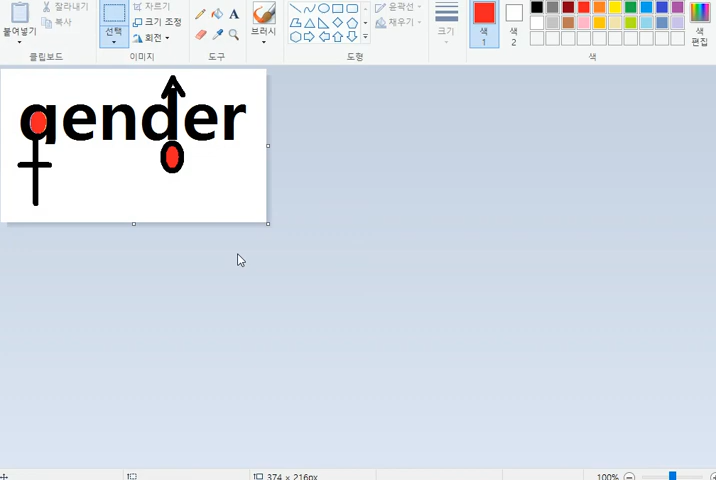 잘라내기
붙여넣기 복사
클립보드
선택
자르기
크기 조정
회전
이미지
A
도구
브러시
윤곽선
채우기
도형
크기
색 1
색 2
색 편집
색
gender
374 × 216px
100%